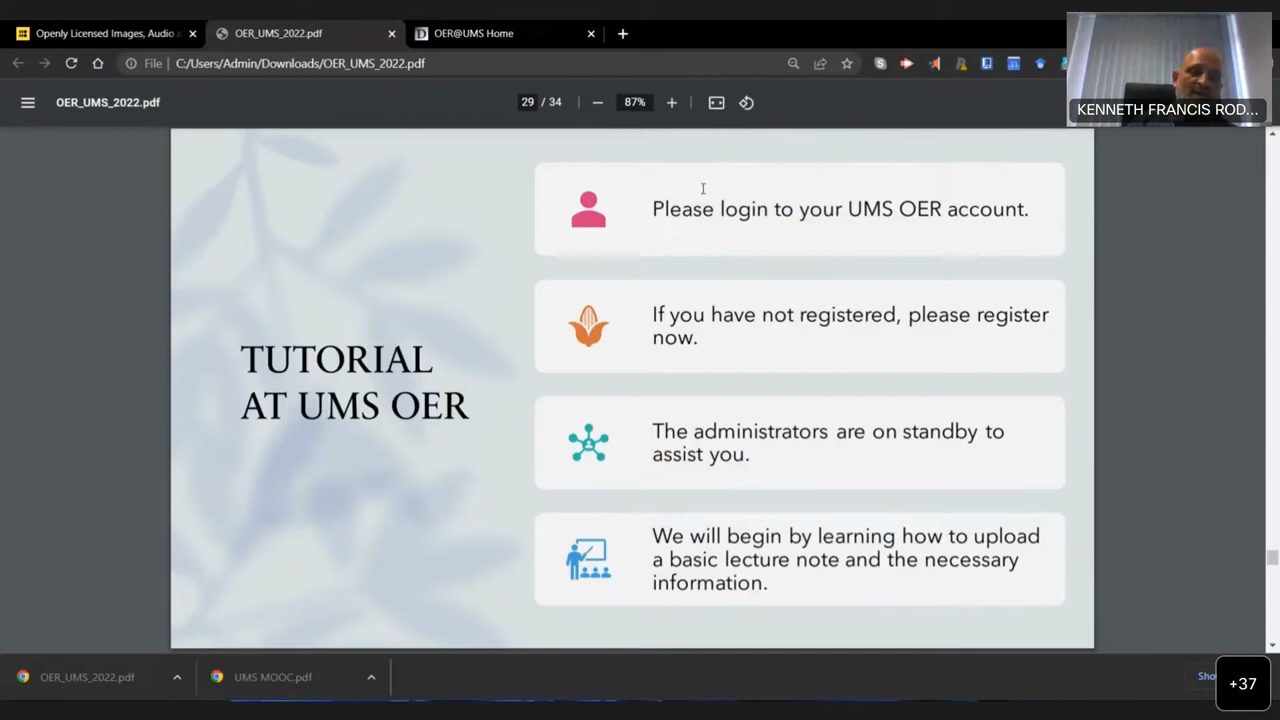 Openly Licensed Images, Audio a
OER_UMS_2022.pdf
OER@UMS Home
File
C:/Users/Admin/Downloads/OER_UMS_2022.pdf
OER_UMS_2022.pdf
29 / 34
87%
KENNETH FRANCIS ROD...
Please login to your UMS OER account.
If you have not registered, please register
now.
TUTORIAL
AT UMS OER
The administrators are on standby to
assist you.
We will begin by learning how to upload
a basic lecture note and the necessary
information.
OER_UMS_2022.pdf
UMS MOOC.pdf
Sho
+37